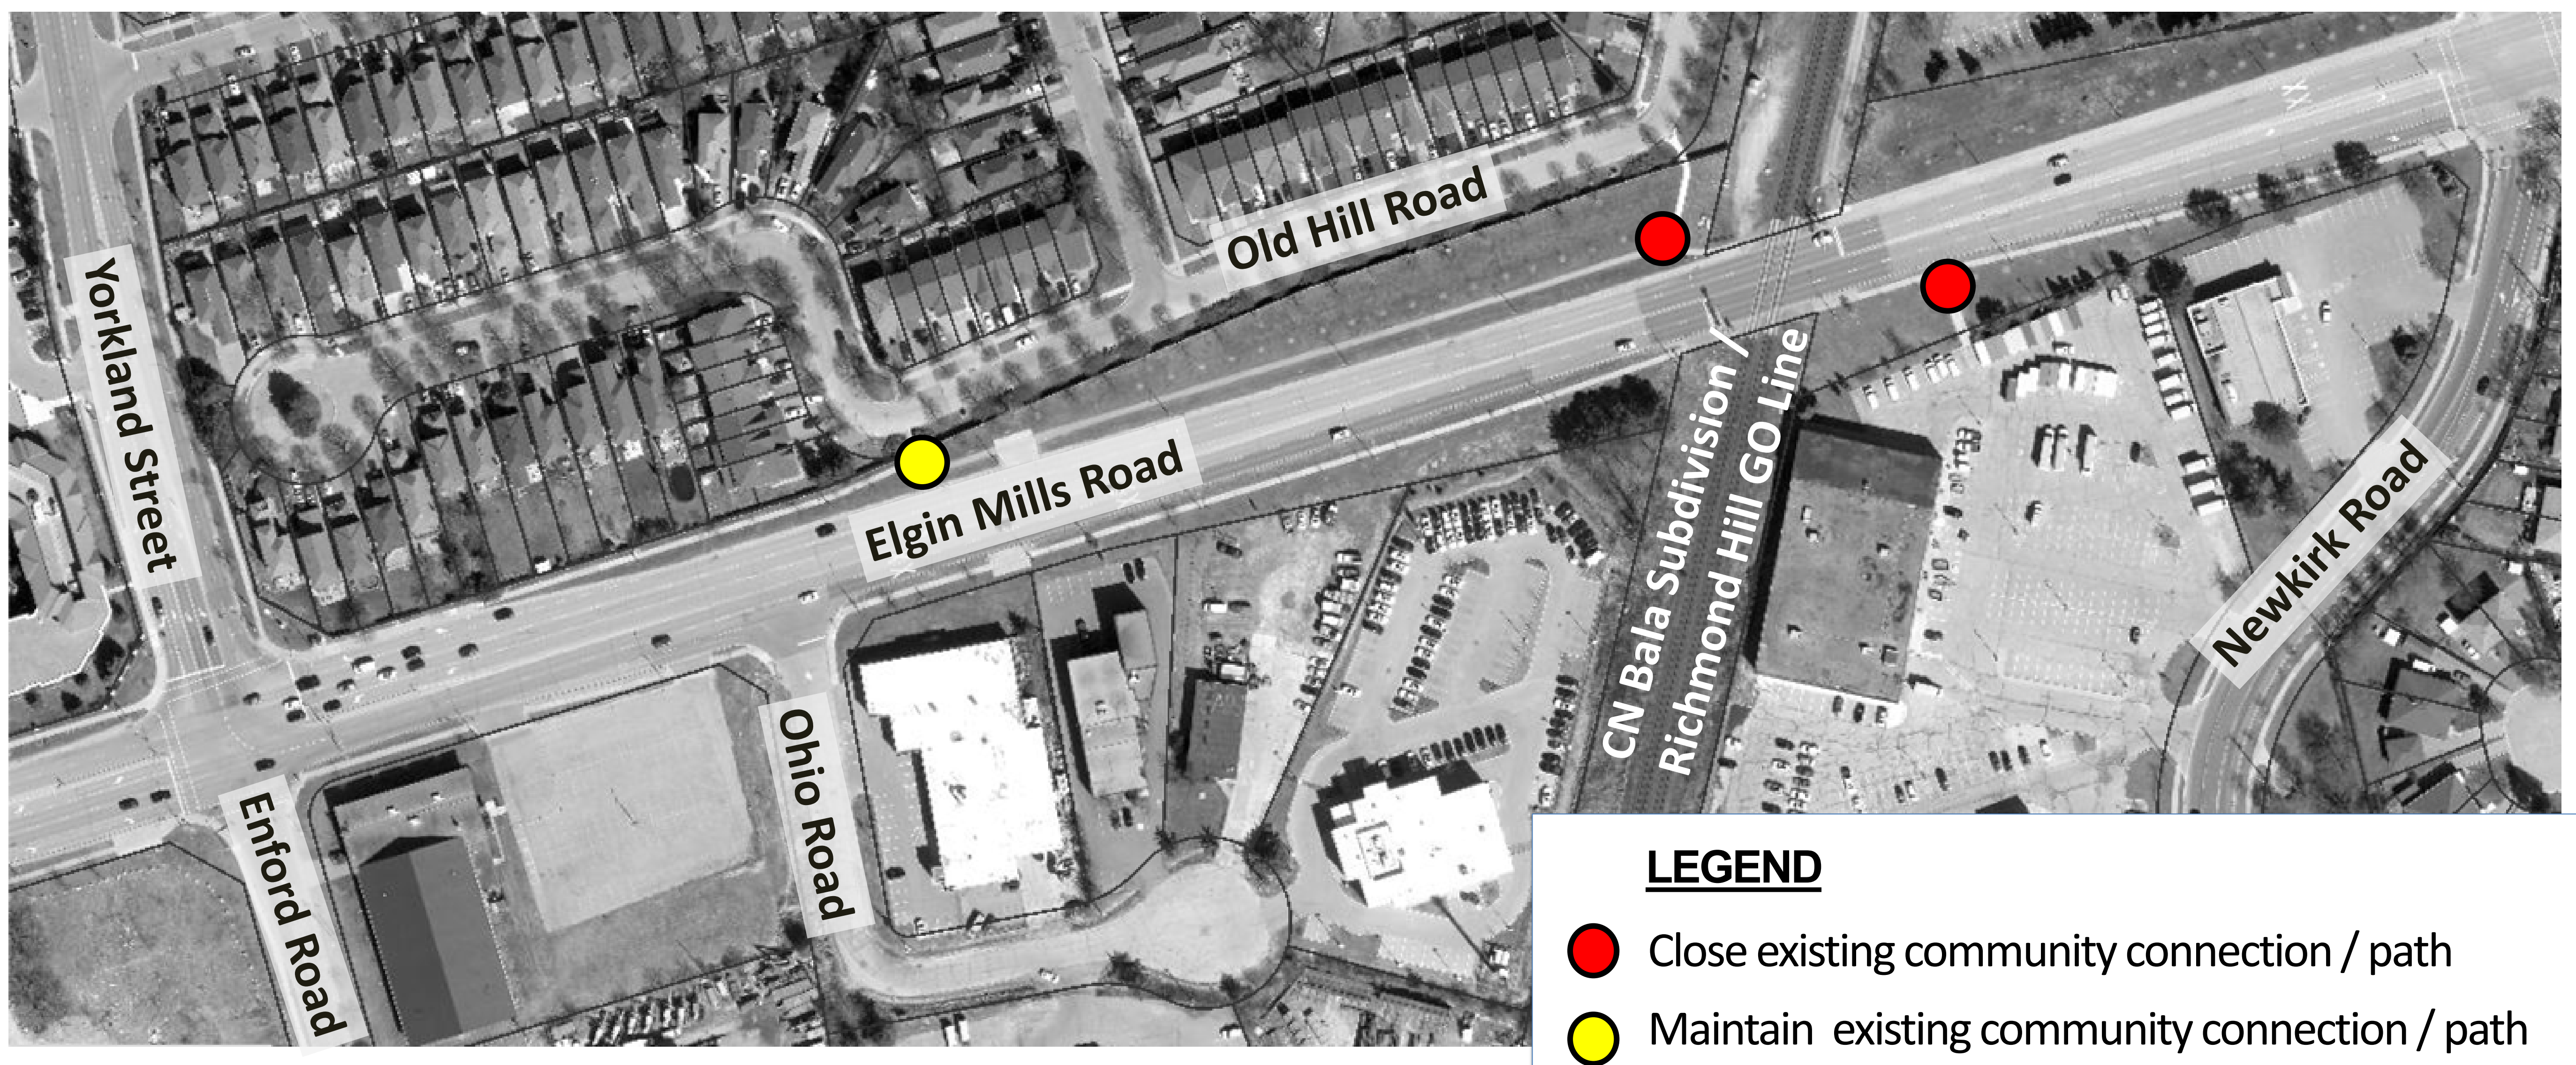 Yorkland Street
Old Hill Road
Elgin Mills Road
CN Bala Subdivision /
Richmond Hill GO Line
Newkirk Road
Ohio Road
Enford Road
LEGEND
Close existing community connection / path
Maintain existing community connection / path